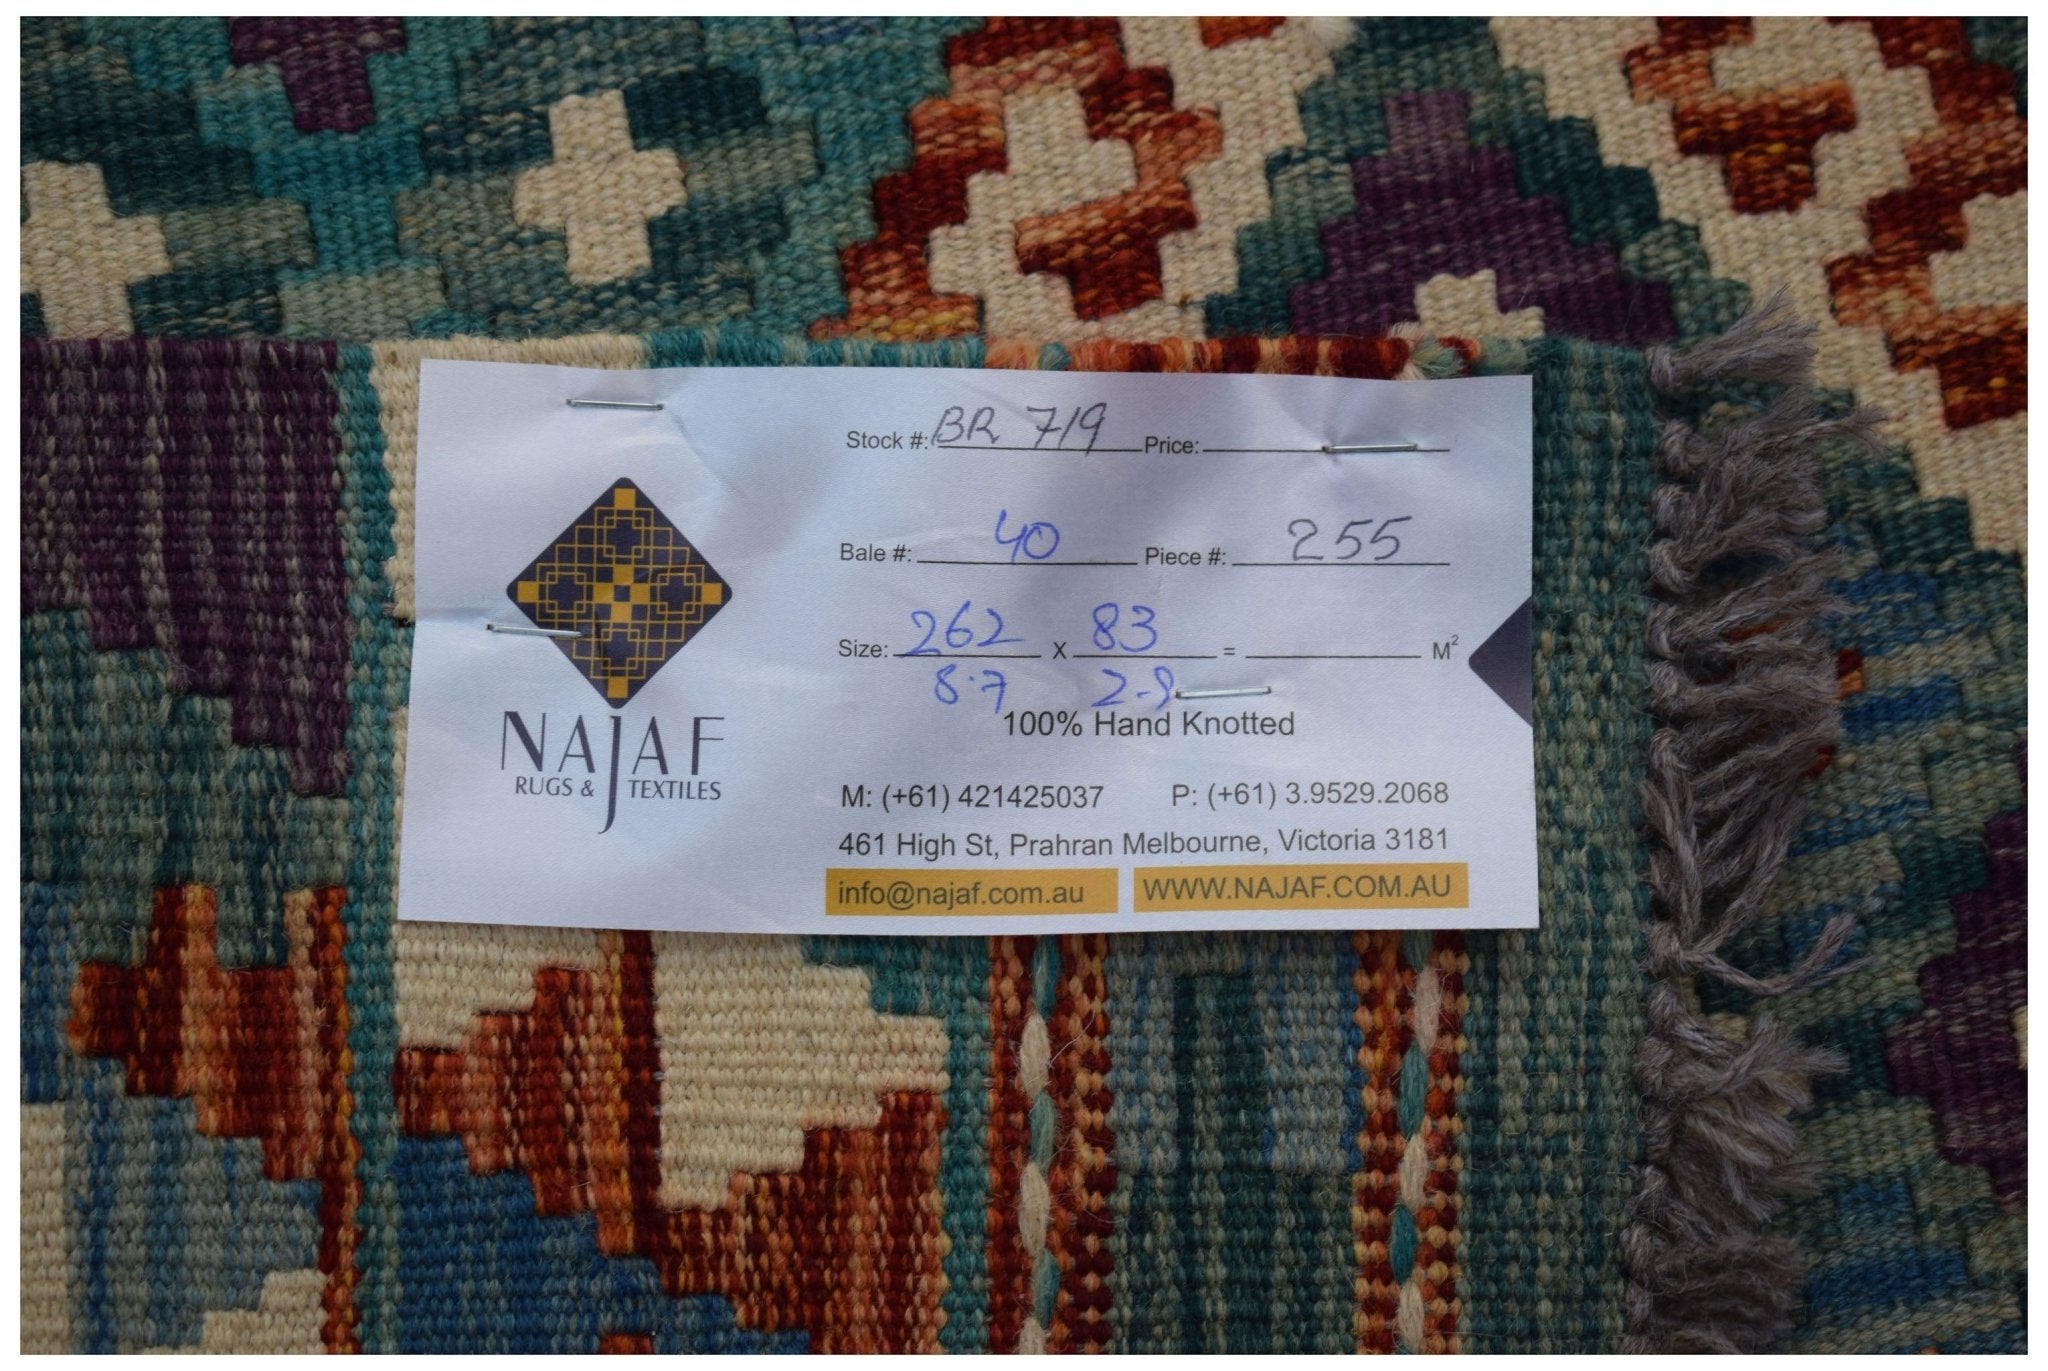 NAJAF
RUGS & TEXTILES
Stock #: BR 719 Price:
Bale #: 40 Piece #: 255
Size: 262 X 83 = M²
8.7 2-9
100% Hand Knotted
M: (+61) 421425037 P: (+61) 3.9529.2068
461 High St, Prahran Melbourne, Victoria 3181
info@najaf.com.au WWW.NAJAF.COM.AU